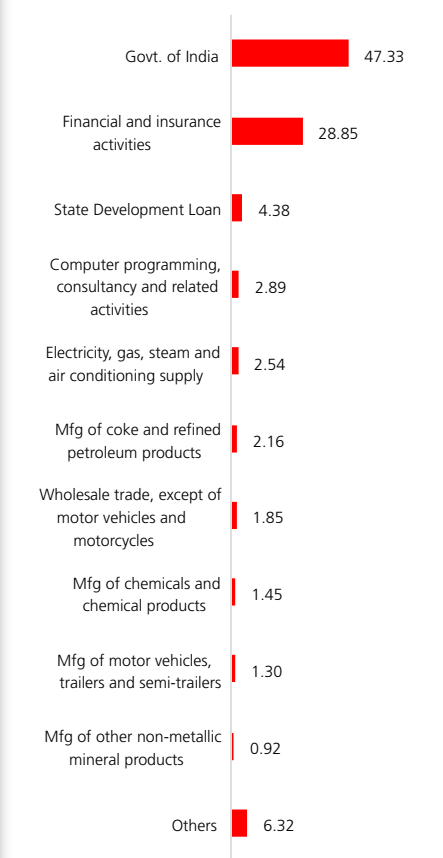 Govt. of India 47.33
Financial and insurance
activities 28.85
State Development Loan 4.38
Computer programming,
consultancy and related 2.89
activities
Electricity, gas, steam and
air conditioning supply 2.54
Mfg of coke and refined
petroleum products 2.16
Wholesale trade, except of
motor vehicles and 1.85
motorcycles
Mfg of chemicals and
chemical products 1.45
Mfg of motor vehicles,
trailers and semi-trailers 1.30
Mfg of other non-metallic
mineral products 0.92
Others 6.32